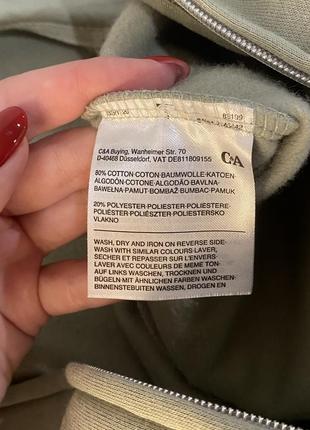 C&A Buying, Wanheimer Str. 70
D-40468 Düsseldorf, VAT DE811809155
C&A
80% COTTON COTON-BAUMWOLLE-KATOEN-
ALGODÓN-COTONE-ALGODÃO BAVLNA-
BAWEŁNA PAMUT-BOMBAŽ BUMBAC-PAMUK
20% POLYESTER-POLYESTER-POLIESTERE-
POLIÉSTER-POLIÉSZTER-POLIESTERSKO
VLAKNO
WASH, DRY AND IRON ON REVERSE SIDE-
WASH WITH SIMILAR COLOURS-LAVER,
SECHER ET REPASSER SUR L'ENVERS-
LAVER AVEC COULEURS DE MEME TON-
AUF LINKS WASCHEN, TROCKNEN UND
BÜGELN MIT ÄHNLICHEN FARBEN WASCHEN-
BINNENSTEBUITEN WASSEN, DROGEN EN